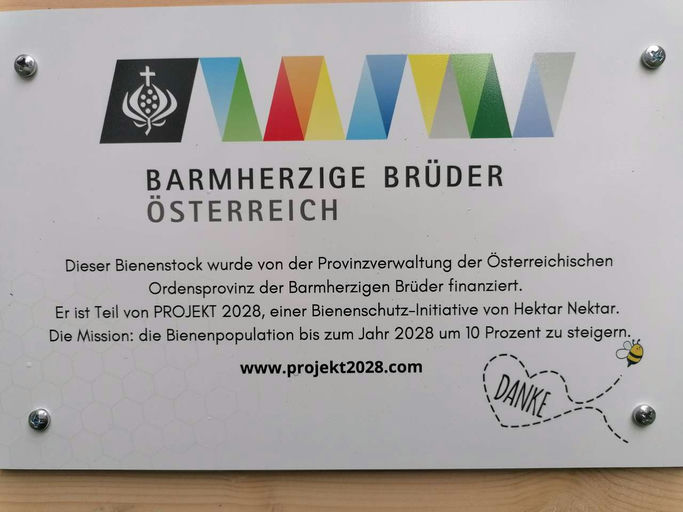 BARMHERZIGE BRÜDER
ÖSTERREICH
Dieser Bienenstock wurde von der Provinzverwaltung der Österreichischen
Ordensprovinz der Barmherzigen Brüder finanziert.
Er ist Teil von PROJEKT 2028, einer Bienenschutz-Initiative von Hektar Nektar.
Die Mission: die Bienenpopulation bis zum Jahr 2028 um 10 Prozent zu steigern.
www.projekt2028.com
DANKE